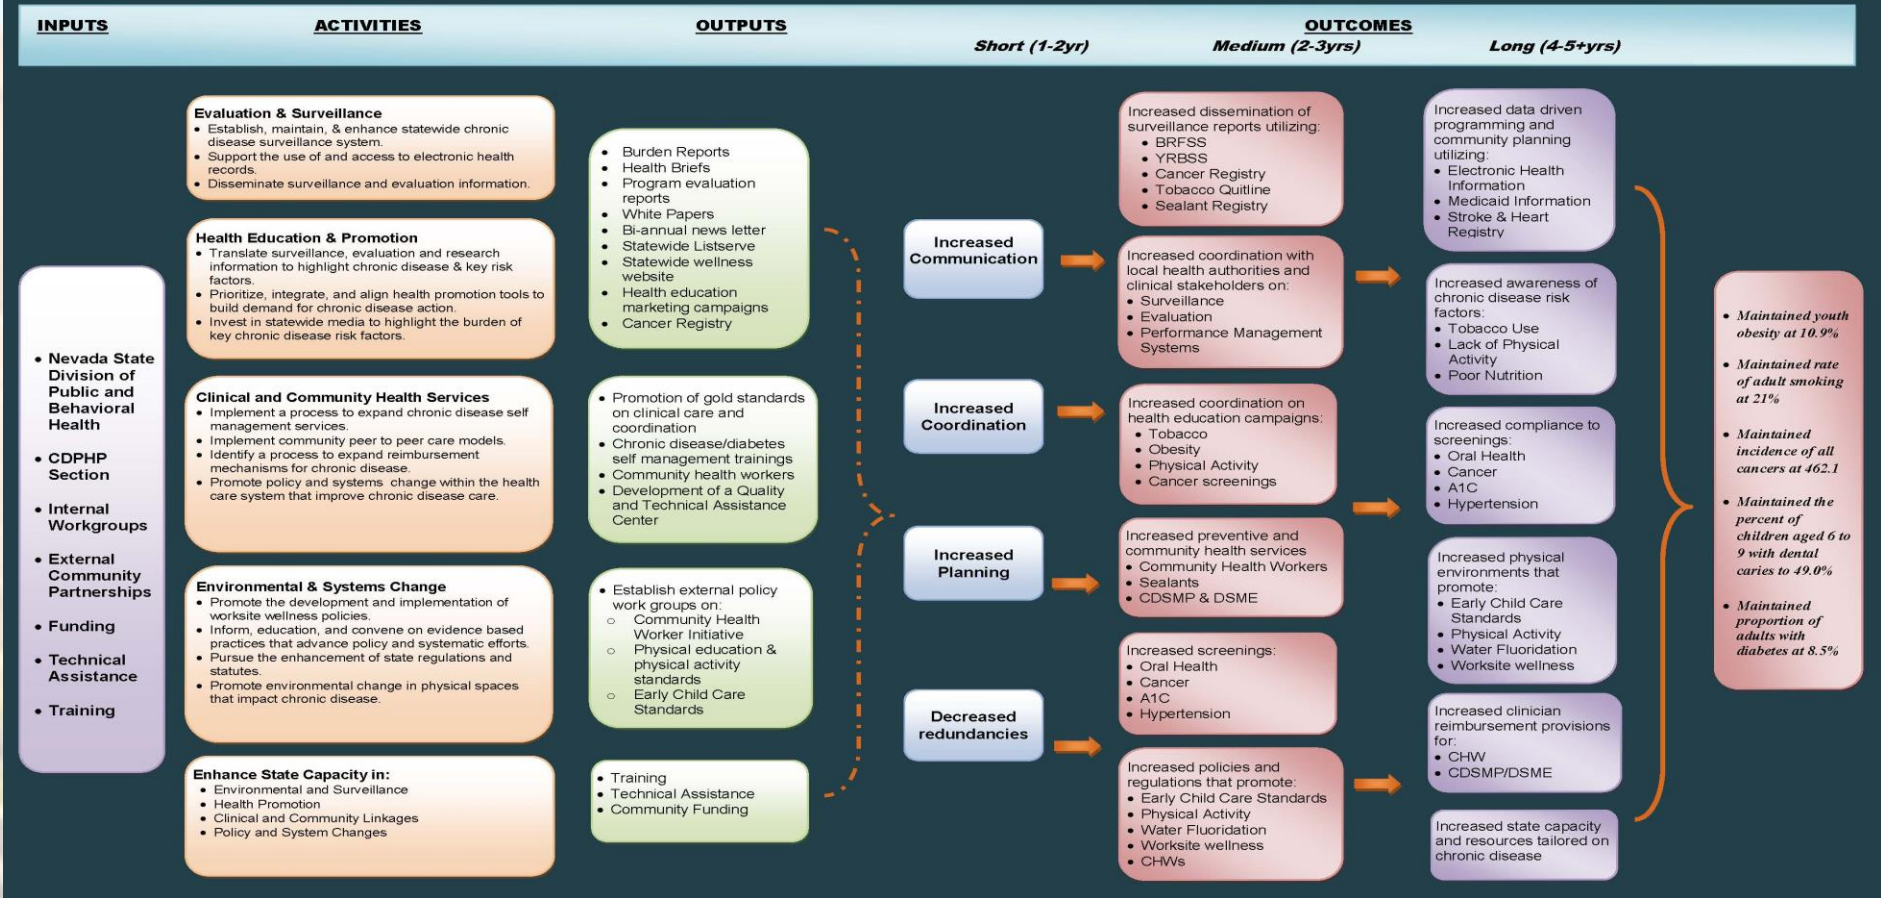 INPUTS
ACTIVITIES
OUTPUTS
OUTCOMES
Short (1-2yr)
Medium (2-3yrs)
Long (4-5+yrs)
• Nevada State
Division of
Public and
Behavioral
Health
• CDPHP
Section
• Internal
Workgroups
• External
Community
Partnerships
• Funding
• Technical
Assistance
• Training
Evaluation & Surveillance
• Establish, maintain, & enhance statewide chronic
disease surveillance system.
• Support the use of and access to electronic health
records.
• Disseminate surveillance and evaluation information.
Health Education & Promotion
• Translate surveillance, evaluation and research
information to highlight chronic disease & key risk
factors.
• Prioritize, integrate, and align health promotion tools to
build demand for chronic disease action.
• Invest in statewide media to highlight the burden of
key chronic disease risk factors.
Clinical and Community Health Services
• Implement a process to expand chronic disease self
management services.
• Implement community peer to peer care models.
• Identify a process to expand reimbursement
mechanisms for chronic disease.
• Promote policy and systems change within the health
care system that improve chronic disease care.
Environmental & Systems Change
• Promote the development and implementation of
worksite wellness policies.
• Inform, education, and convene on evidence based
practices that advance policy and systematic efforts.
• Pursue the enhancement of state regulations and
statutes.
• Promote environmental change in physical spaces
that impact chronic disease.
Enhance State Capacity in:
• Environmental and Surveillance
• Health Promotion
• Clinical and Community Linkages
• Policy and System Changes
• Burden Reports
• Health Briefs
• Program evaluation
reports
• White Papers
• Bi-annual news letter
• Statewide Listserve
• Statewide wellness
website
• Health education
marketing campaigns
• Cancer Registry
• Promotion of gold standards
on clinical care and
coordination
• Chronic disease/diabetes
self management trainings
• Community health workers
• Development of a Quality
and Technical Assistance
Center
• Establish external policy
work groups on:
o Community Health
Worker Initiative
o Physical education &
physical activity
standards
o Early Child Care
Standards
• Training
• Technical Assistance
• Community Funding
Increased
Communication
Increased
Coordination
Increased
Planning
Decreased
redundancies
Increased dissemination of
surveillance reports utilizing:
• BRFSS
• YRBSS
• Cancer Registry
• Tobacco Quitline
• Sealant Registry
Increased coordination with
local health authorities and
clinical stakeholders on:
• Surveillance
• Evaluation
• Performance Management
Systems
Increased coordination on
health education campaigns:
• Tobacco
• Obesity
• Physical Activity
• Cancer screenings
Increased preventive and
community health services
• Community Health Workers
• Sealants
• CDSMP & DSME
Increased screenings:
• Oral Health
• Cancer
• A1C
• Hypertension
Increased policies and
regulations that promote:
• Early Child Care Standards
• Physical Activity
• Water Fluoridation
• Worksite wellness
• CHWs
Increased data driven
programming and
community planning
utilizing:
• Electronic Health
Information
• Medicaid Information
• Stroke & Heart
Registry
Increased awareness of
chronic disease risk
factors:
• Tobacco Use
• Lack of Physical
Activity
• Poor Nutrition
Increased compliance to
screenings:
• Oral Health
• Cancer
• A1C
• Hypertension
Increased physical
environments that
promote:
• Early Child Care
Standards
• Physical Activity
• Water Fluoridation
• Worksite wellness
Increased clinician
reimbursement provisions
for:
• CHW
• CDSMP/DSME
Increased state capacity
and resources tailored on
chronic disease
• Maintained youth
obesity at 10.9%
• Maintained rate
of adult smoking
at 21%
• Maintained
incidence of all
cancers at 462.1
• Maintained the
percent of
children aged 6 to
9 with dental
caries to 49.0%
• Maintained
proportion of
adults with
diabetes at 8.5%